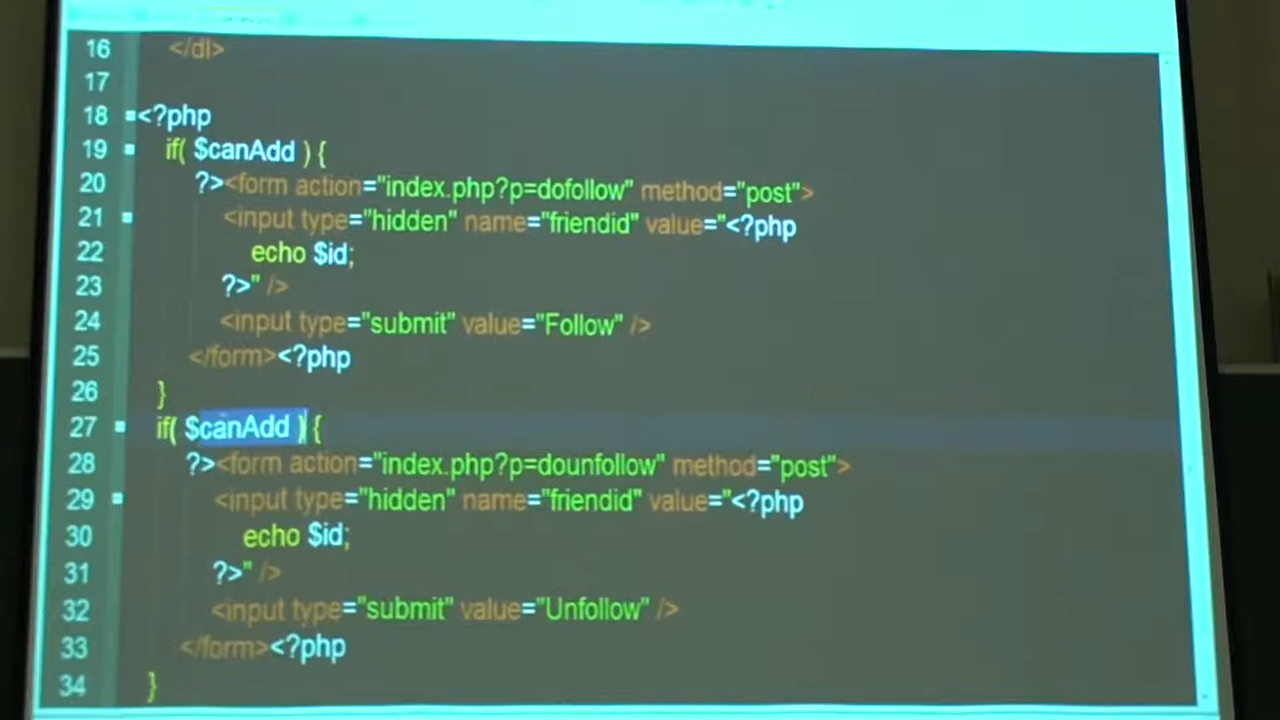 16 </dl>
17
18 <?php
19 if( $canAdd ) {
20 ?><form action="index.php?p=dofollow" method="post">
21 <input type="hidden" name="friendid" value="<?php
22 echo $id;
23 ?>" />
24 <input type="submit" value="Follow" />
25 </form><?php
26 }
27 if( $canAdd ) {
28 ?><form action="index.php?p=dounfollow" method="post">
29 <input type="hidden" name="friendid" value="<?php
30 echo $id;
31 ?>" />
32 <input type="submit" value="Unfollow" />
33 </form><?php
34 }